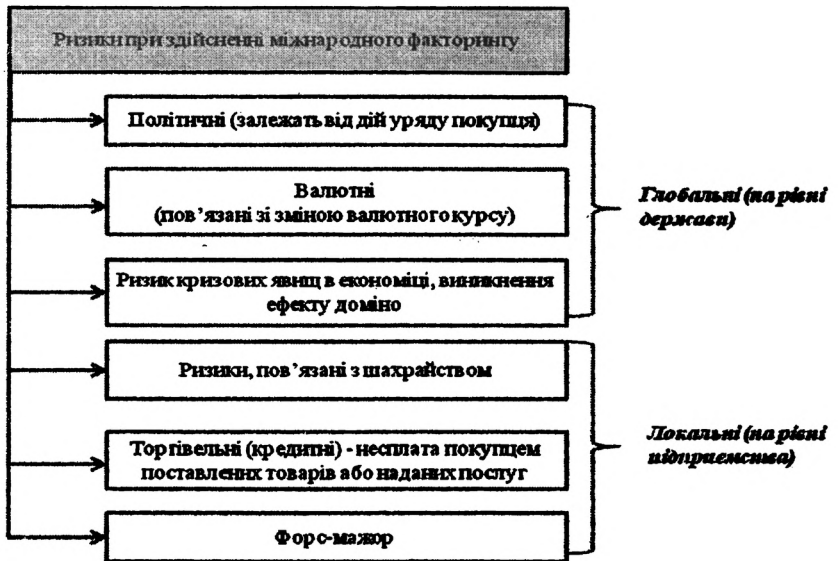 Ризики при здійсненні міжнародного факторингу
Політичні (залежать від дій уряду покупця)
Валютні
(пов’язані зі зміною валютного курсу)
Ризик кризових явищ в економіці, виникнення
ефекту доміно
Глобальні (на рівні
держави)
Ризики, пов’язані з шахрайством
Торгівельні (кредитні) - несплата покупцем
поставлених товарів або наданих послуг
Форс-мажор
Локальні (на рівні
підприємства)